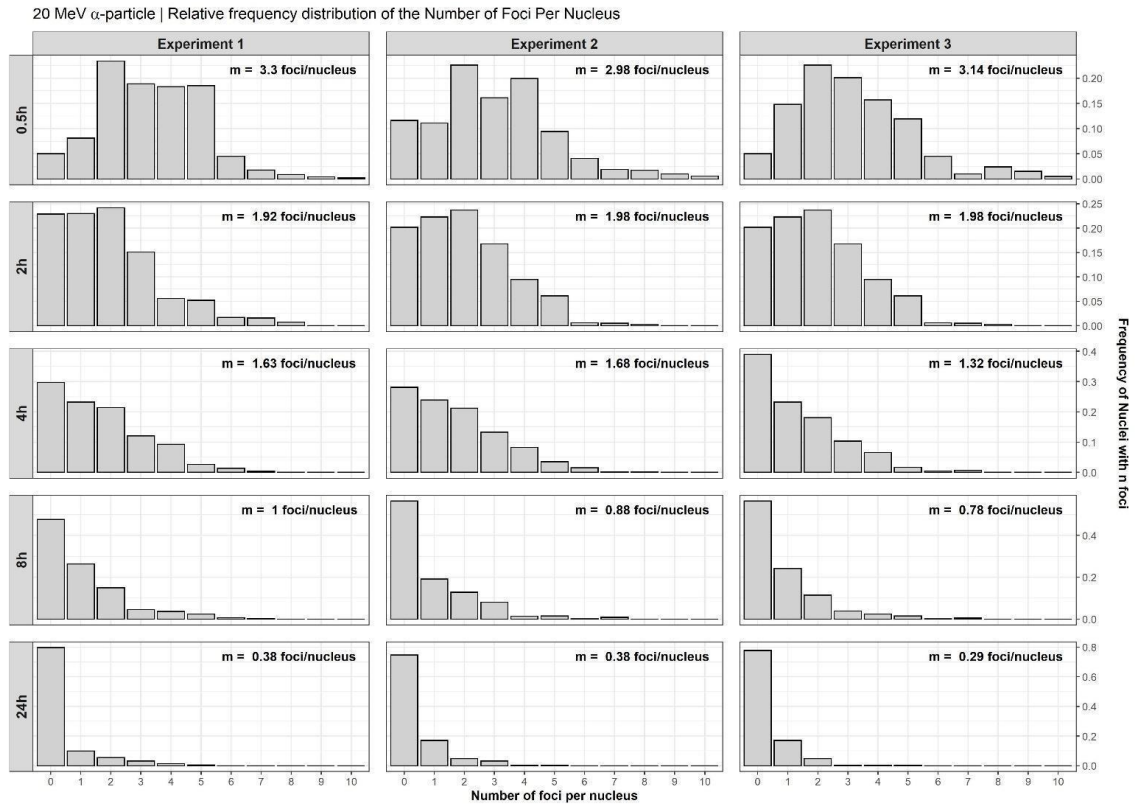 20 MeV α-particle | Relative frequency distribution of the Number of Foci Per Nucleus
Experiment 1 Experiment 2 Experiment 3
0.5h
m = 3.3 foci/nucleus m = 2.98 foci/nucleus m = 3.14 foci/nucleus
0.20
0.15
0.10
0.05
0.00
2h
m = 1.92 foci/nucleus m = 1.98 foci/nucleus m = 1.98 foci/nucleus
0.25
0.20
0.15
0.10
0.05
0.00
4h
m = 1.63 foci/nucleus m = 1.68 foci/nucleus m = 1.32 foci/nucleus
0.4
0.3
0.2
0.1
0.0
8h
m = 1 foci/nucleus m = 0.88 foci/nucleus m = 0.78 foci/nucleus
0.4
0.2
0.0
24h
m = 0.38 foci/nucleus m = 0.38 foci/nucleus m = 0.29 foci/nucleus
0.8
0.6
0.4
0.2
0.0
0 1 2 3 4 5 6 7 8 9 10 0 1 2 3 4 5 6 7 8 9 10 0 1 2 3 4 5 6 7 8 9 10
Number of foci per nucleus
Frequency of Nuclei with n foci